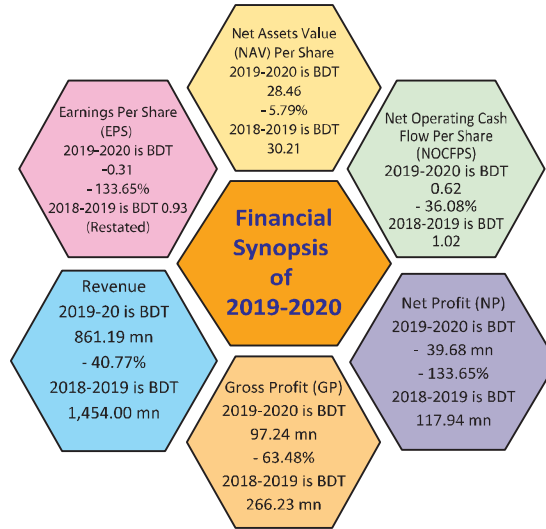 Net Assets Value
(NAV) Per Share
2019-2020 is BDT
28.46
-5.79%
2018-2019 is BDT
30.21
Earnings Per Share
(EPS)
2019-2020 is BDT
-0.31
-133.65%
2018-2019 is BDT 0.93
(Restated)
Net Operating Cash
Flow Per Share
(NOCFPS)
2019-2020 is BDT
0.62
- 36.08%
2018-2019 is BDT
1.02
Financial
Synopsis
of
2019-2020
Revenue
2019-20 is BDT
861.19 mn
- 40.77%
2018-2019 is BDT
1,454.00 mn
Net Profit (NP)
2019-2020 is BDT
- 39.68 mn
-133.65%
2018-2019 is BDT
117.94 mn
Gross Profit (GP)
2019-2020 is BDT
97.24 mn
- 63.48%
2018-2019 is BDT
266.23 mn